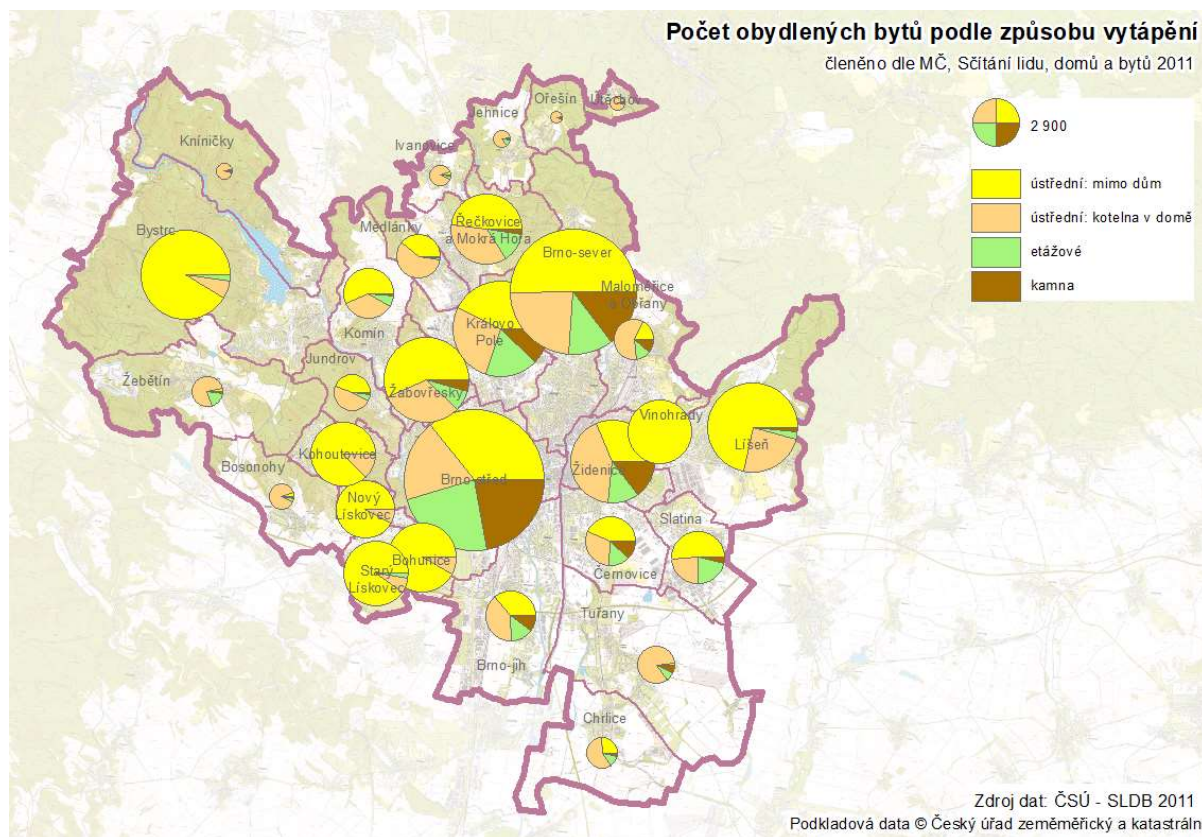 Počet obydlených bytů podle způsobu vytápění
členěno dle MČ, Sčítání lidu, domů a bytů 2011
2 900
ústřední: mimo dům
ústřední: kotelna v domě
etážové
kamna
Útěchov
Ořešín
Jehnice
Kníničky
Ivanovice
Řečkovice
a Mokrá Hora
Medlánky
Bystrc
Brno-sever
Maloměřice
a Obřany
Komín
Královo
Pole
Jundrov
Žebětín
Žabovřesky
Vinohrady
Líšeň
Kohoutovice
Bosonohy
Brno-střed
Židenice
Nový
Lískovec
Slatina
Bohunice
Starý
Lískovec
Černovice
Tuřany
Brno-jih
Chrlice
Zdroj dat: ČSÚ - SLDB 2011
Podkladová data © Český úřad zeměměřický a katastráln